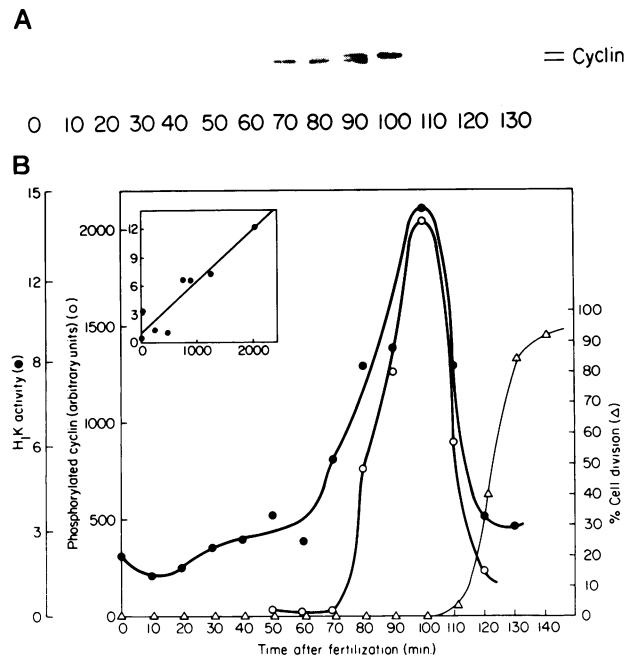 A
Cyclin
0 10 20 30 40 50 60 70 80 90 100 110 120 130
B
15
12
8
6
3
0
H1K activity (●)
2000
1500
1000
500
0
Phosphorylated cyclin (arbitrary units) (○)
12
9
6
3
0
0 1000 2000
100
90
80
70
60
50
40
30
20
10
0
% Cell division (△)
0 10 20 30 40 50 60 70 80 90 100 110 120 130 140
Time after fertilization (min.)